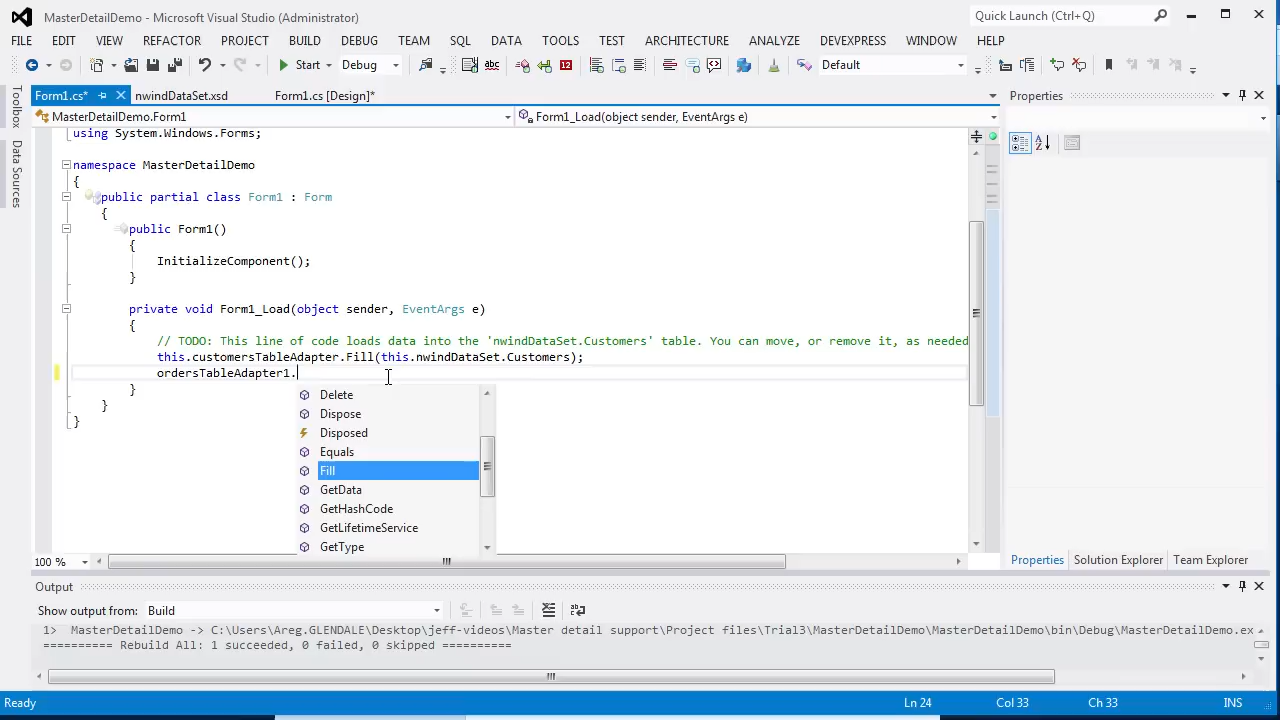 MasterDetailDemo - Microsoft Visual Studio (Administrator)
Quick Launch (Ctrl+Q)
FILE EDIT VIEW REFACTOR PROJECT BUILD DEBUG TEAM SQL DATA TOOLS TEST ARCHITECTURE ANALYZE DEVEXPRESS WINDOW HELP
Start Debug abc 12 Default
Form1.cs* nwindDataSet.xsd Form1.cs [Design]*
Properties
MasterDetailDemo.Form1
Form1_Load(object sender, EventArgs e)
Toolbox
Data Sources
using System.Windows.Forms;
namespace MasterDetailDemo
{
public partial class Form1 : Form
{
public Form1()
{
InitializeComponent();
}
private void Form1_Load(object sender, EventArgs e)
{
// TODO: This line of code loads data into the 'nwindDataSet.Customers' table. You can move, or remove it, as needed
this.customersTableAdapter.Fill(this.nwindDataSet.Customers);
ordersTableAdapter1.
}
}
}
Delete
Dispose
Disposed
Equals
Fill
GetData
GetHashCode
GetLifetimeService
GetType
100 %
Properties Solution Explorer Team Explorer
Output
Show output from: Build
1> MasterDetailDemo -> C:\Users\Areg.GLENDALE\Desktop\jeff-videos\Master detail support\Project files\Trial3\MasterDetailDemo\MasterDetailDemo\bin\Debug\MasterDetailDemo.ex
========== Rebuild All: 1 succeeded, 0 failed, 0 skipped ==========
Ready Ln 24 Col 33 Ch 33 INS